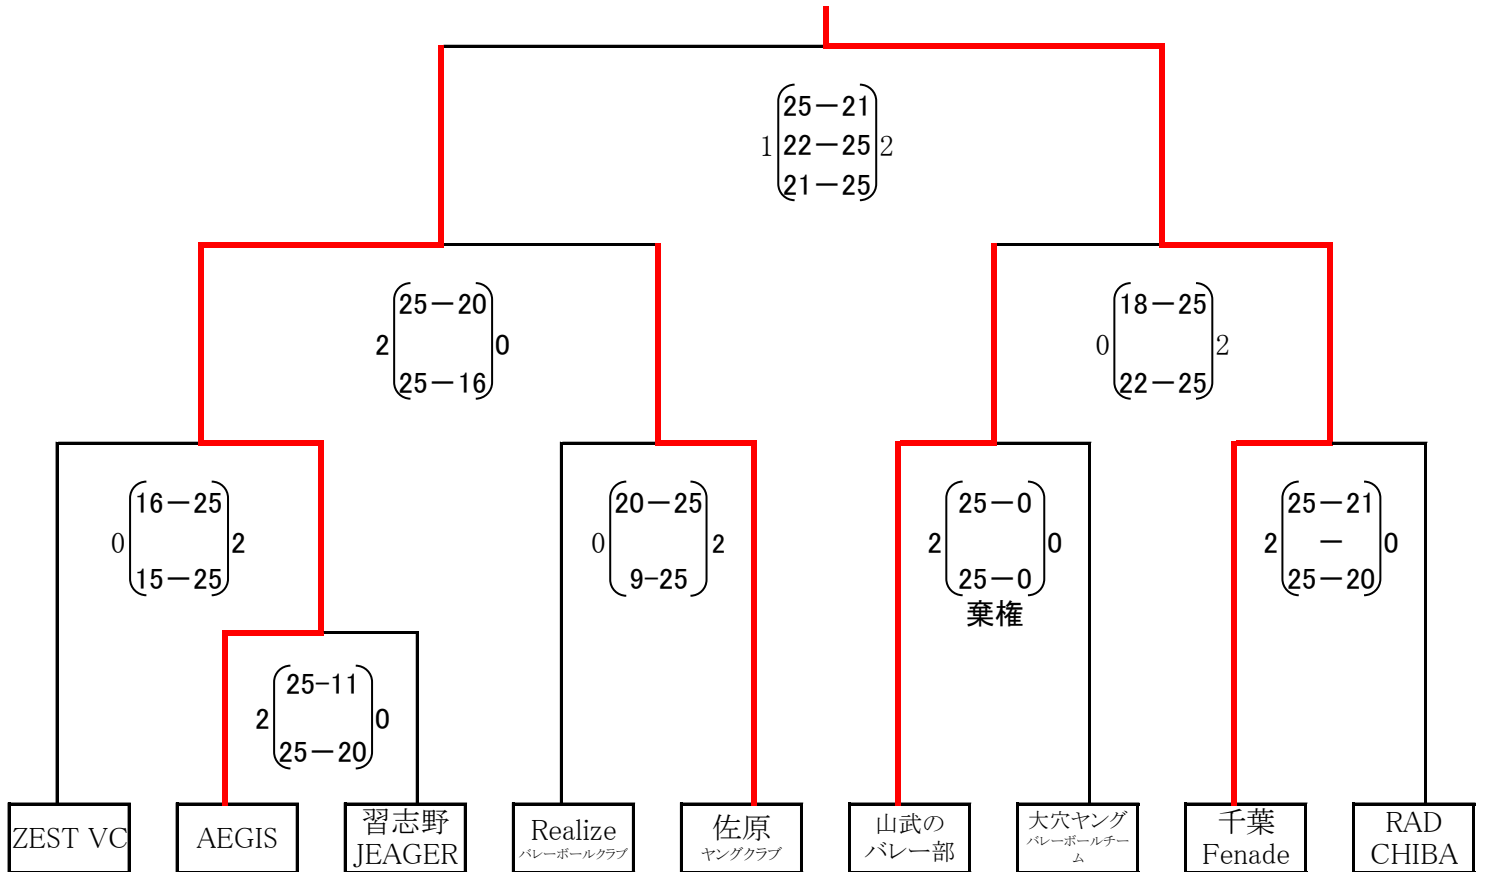 25－21
1 22－25 2
21－25
25－20
2 0
25－16
18－25
0 2
22－25
16－25
0 2
15－25
20－25
0 2
9-25
25－0
2 0
25－0
棄権
25－21
2 － 0
25－20
25-11
2 0
25－20
ZEST VC
AEGIS
習志野
JEAGER
Realize
バレーボールクラブ
佐原
ヤングクラブ
山武の
バレー部
大穴ヤング
バレーボールチー
ム
千葉
Fenade
RAD
CHIBA